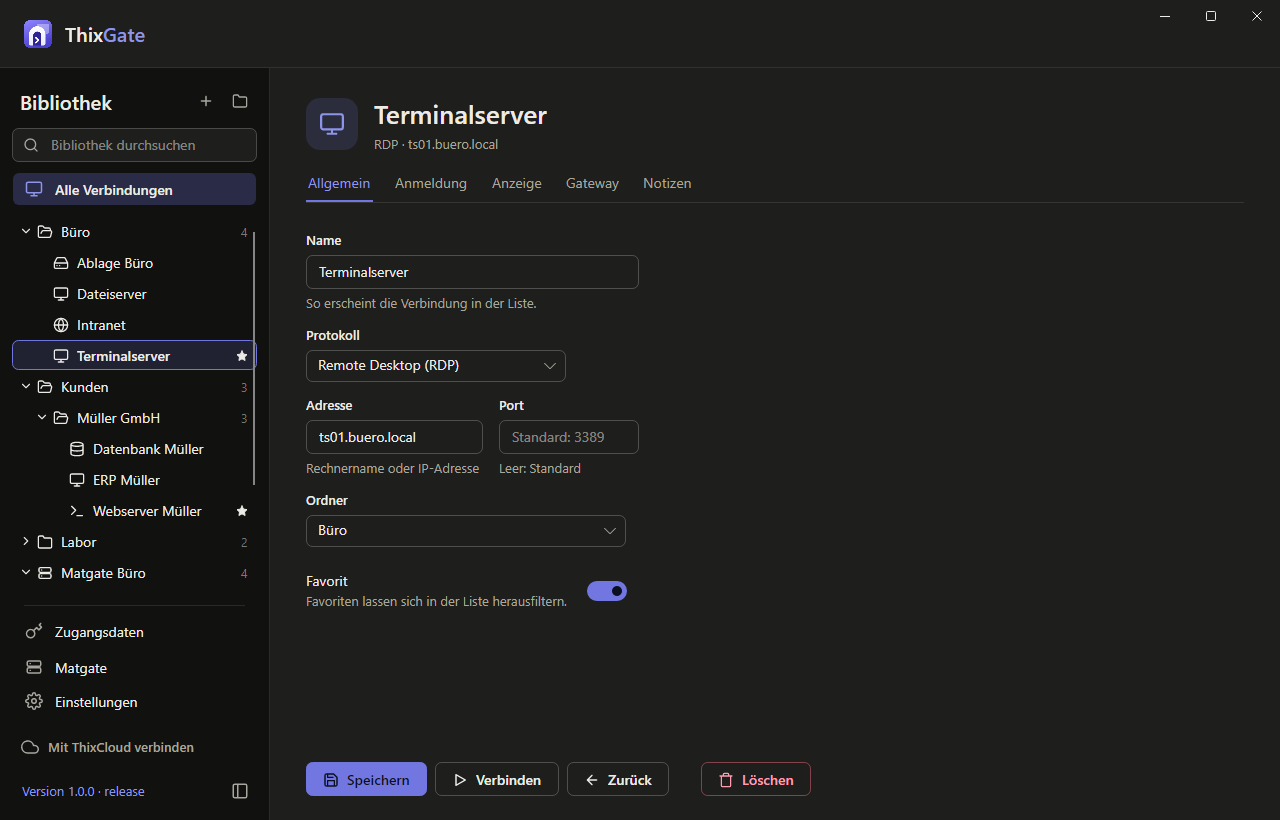 ThixGate
Bibliothek
Bibliothek durchsuchen
Alle Verbindungen
Büro 4
Ablage Büro
Dateiserver
Intranet
Terminalserver
Kunden 3
Müller GmbH 3
Datenbank Müller
ERP Müller
Webserver Müller
Labor 2
Matgate Büro 4
Zugangsdaten
Matgate
Einstellungen
Mit ThixCloud verbinden
Version 1.0.0 · release
Terminalserver
RDP · ts01.buero.local
Allgemein Anmeldung Anzeige Gateway Notizen
Name
Terminalserver
So erscheint die Verbindung in der Liste.
Protokoll
Remote Desktop (RDP)
Adresse Port
ts01.buero.local Standard: 3389
Rechnername oder IP-Adresse Leer: Standard
Ordner
Büro
Favorit
Favoriten lassen sich in der Liste herausfiltern.
Speichern Verbinden Zurück Löschen